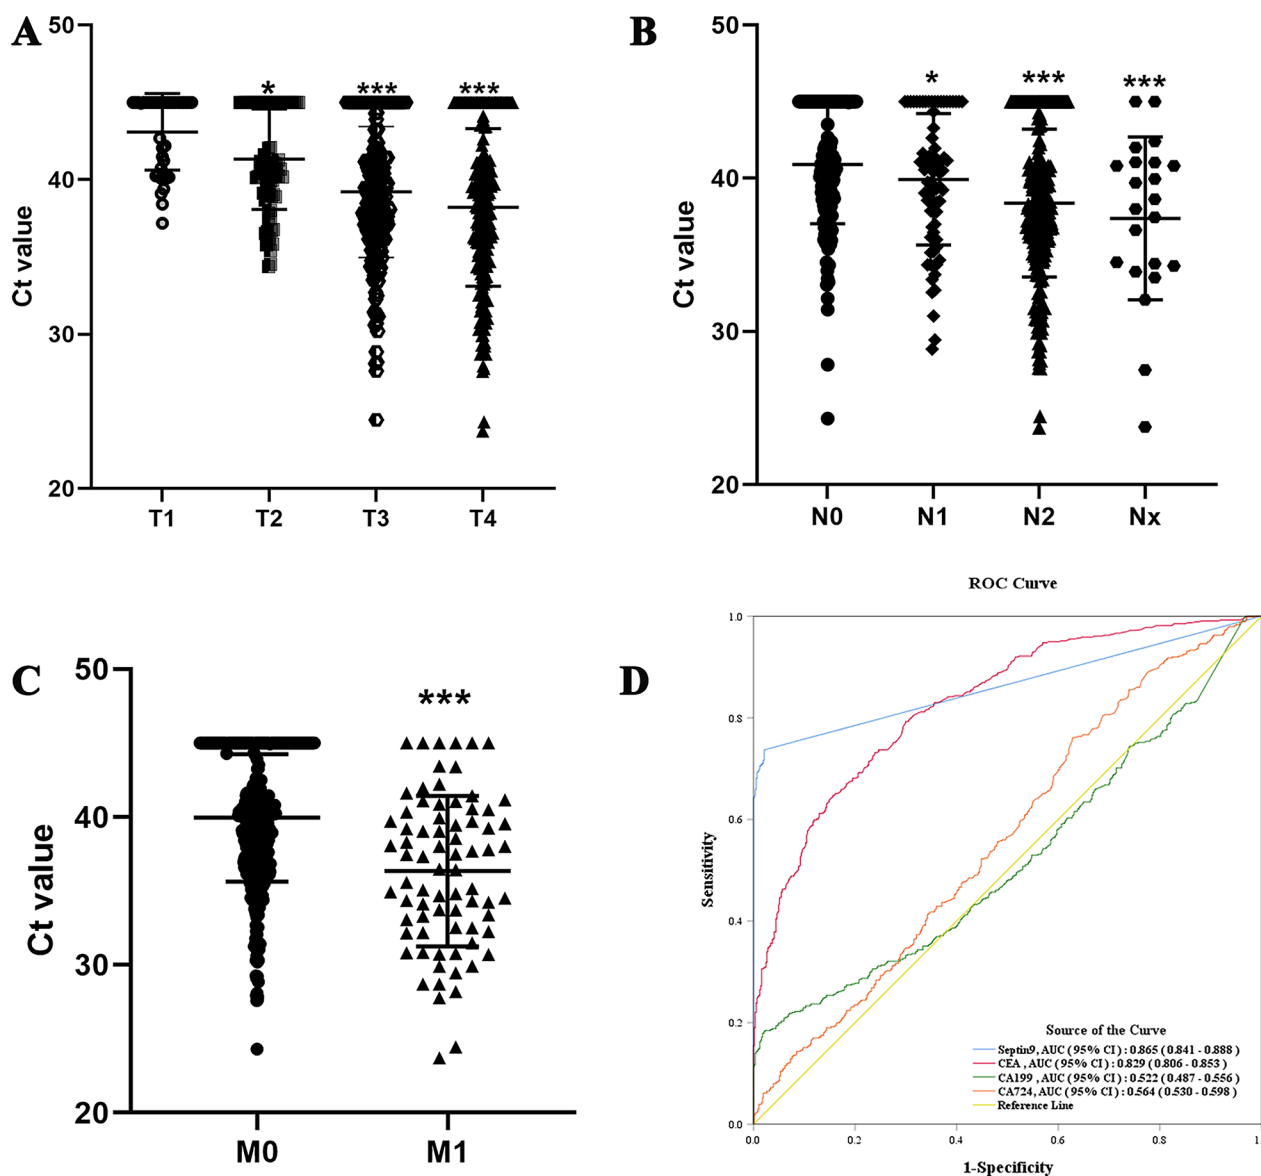 A
50
40
30
20
Ct value
*
***
***
T1
T2
T3
T4
B
50
40
30
20
Ct value
*
***
***
N0
N1
N2
Nx
C
50
40
30
20
Ct value
***
M0
M1
D
ROC Curve
1.0
0.8
0.6
0.4
0.2
0.0
Sensitivity
Source of the Curve
Septin9, AUC (95% CI) : 0.865 (0.841 - 0.888 )
CEA , AUC (95% CI) : 0.829 (0.806 - 0.853)
CA199 , AUC (95% CI) : 0.522 (0.487 - 0.556)
CA724, AUC (95% CI) : 0.564 (0.530 - 0.598)
Reference Line
0.0
0.2
0.4
0.6
0.8
1-Specificity